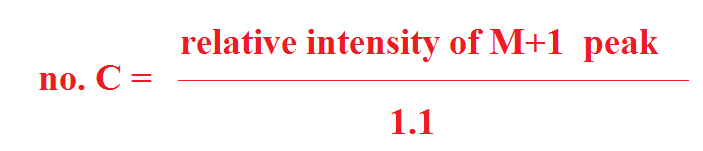 relative intensity of M+1 peak
no. C =
1.1